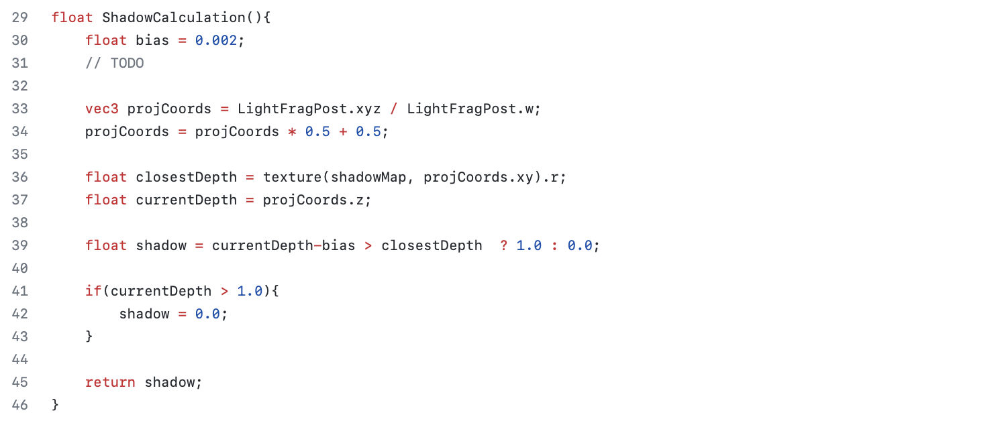 29 float ShadowCalculation(){
30     float bias = 0.002;
31     // TODO
32
33     vec3 projCoords = LightFragPost.xyz / LightFragPost.w;
34     projCoords = projCoords * 0.5 + 0.5;
35
36     float closestDepth = texture(shadowMap, projCoords.xy).r;
37     float currentDepth = projCoords.z;
38
39     float shadow = currentDepth-bias > closestDepth  ? 1.0 : 0.0;
40
41     if(currentDepth > 1.0){
42         shadow = 0.0;
43     }
44
45     return shadow;
46 }